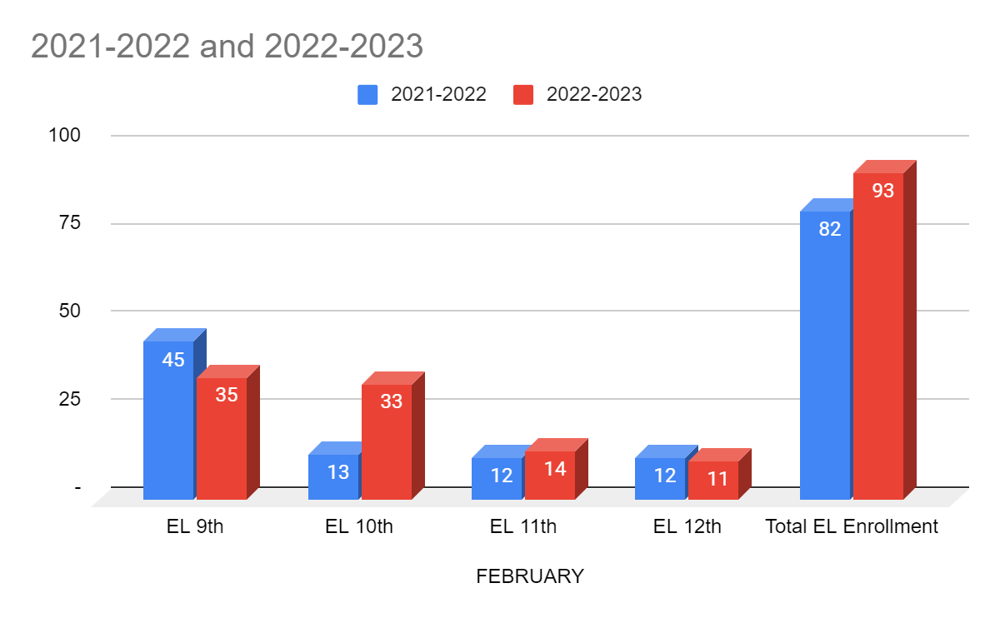 2021-2022 and 2022-2023
2021-2022 2022-2023
100
75
50
25
-
45 35 13 33 12 14 12 11 82 93
EL 9th EL 10th EL 11th EL 12th Total EL Enrollment
FEBRUARY